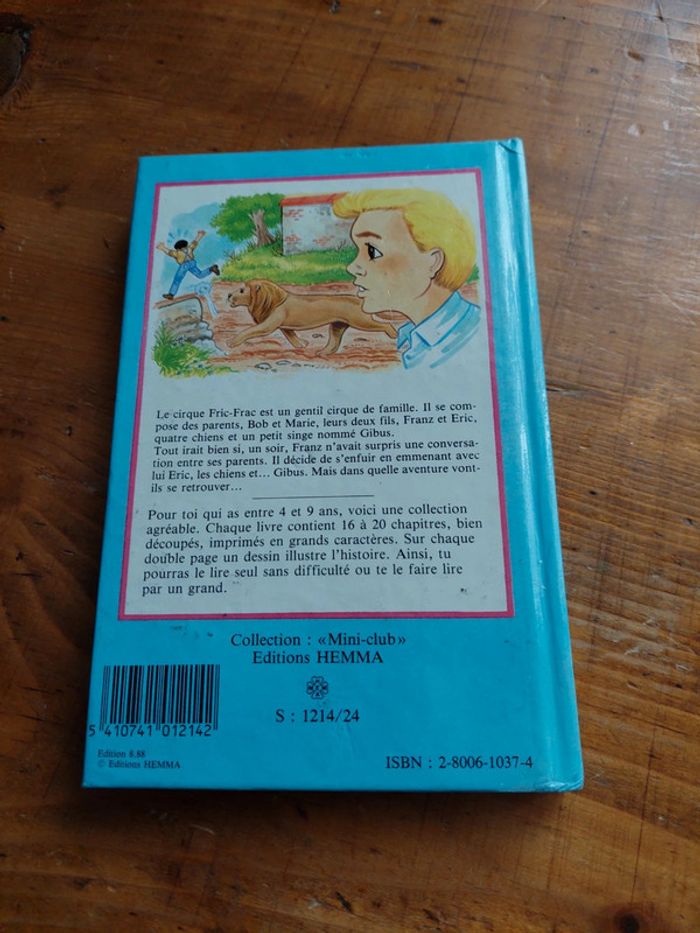 Le cirque Fric-Frac est un gentil cirque de famille. Il se com-
pose des parents, Bob et Marie, leurs deux fils, Franz et Eric,
quatre chiens et un petit singe nommé Gibus.
Tout irait bien si, un soir, Franz n'avait surpris une conversa-
tion entre ses parents. Il décide de s'enfuir en emmenant avec
lui Eric, les chiens et... Gibus. Mais dans quelle aventure vont-
ils se retrouver...
Pour toi qui as entre 4 et 9 ans, voici une collection
agréable. Chaque livre contient 16 à 20 chapitres, bien
découpés, imprimés en grands caractères. Sur chaque
double page un dessin illustre l'histoire. Ainsi, tu
pourras le lire seul sans difficulté ou te le faire lire
par un grand.
Collection : «Mini-club»
Editions HEMMA
S : 1214/24
5 410741 012142
Edition 8.88
© Editions HEMMA
ISBN : 2-8006-1037-4